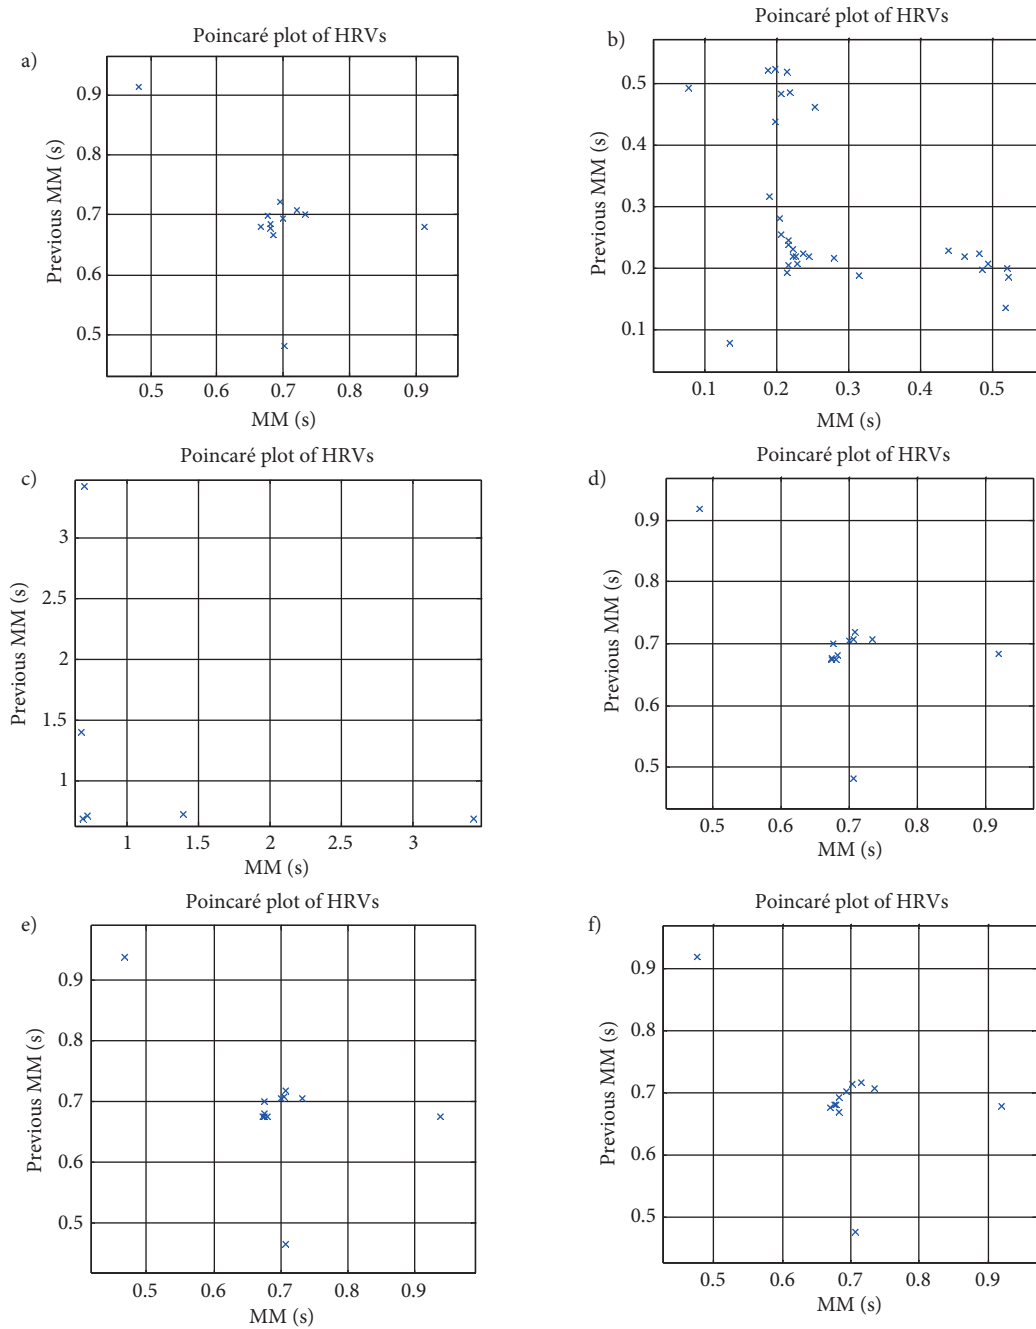 a)
Poincaré plot of HRVs
Previous MM (s)
0.9
0.8
0.7
0.6
0.5
0.5 0.6 0.7 0.8 0.9
MM (s)
b)
Poincaré plot of HRVs
Previous MM (s)
0.5
0.4
0.3
0.2
0.1
0.1 0.2 0.3 0.4 0.5
MM (s)
c)
Poincaré plot of HRVs
Previous MM (s)
3
2.5
2
1.5
1
1 1.5 2 2.5 3
MM (s)
d)
Poincaré plot of HRVs
Previous MM (s)
0.9
0.8
0.7
0.6
0.5
0.5 0.6 0.7 0.8 0.9
MM (s)
e)
Poincaré plot of HRVs
Previous MM (s)
0.9
0.8
0.7
0.6
0.5
0.5 0.6 0.7 0.8 0.9
MM (s)
f)
Poincaré plot of HRVs
Previous MM (s)
0.9
0.8
0.7
0.6
0.5
0.5 0.6 0.7 0.8 0.9
MM (s)